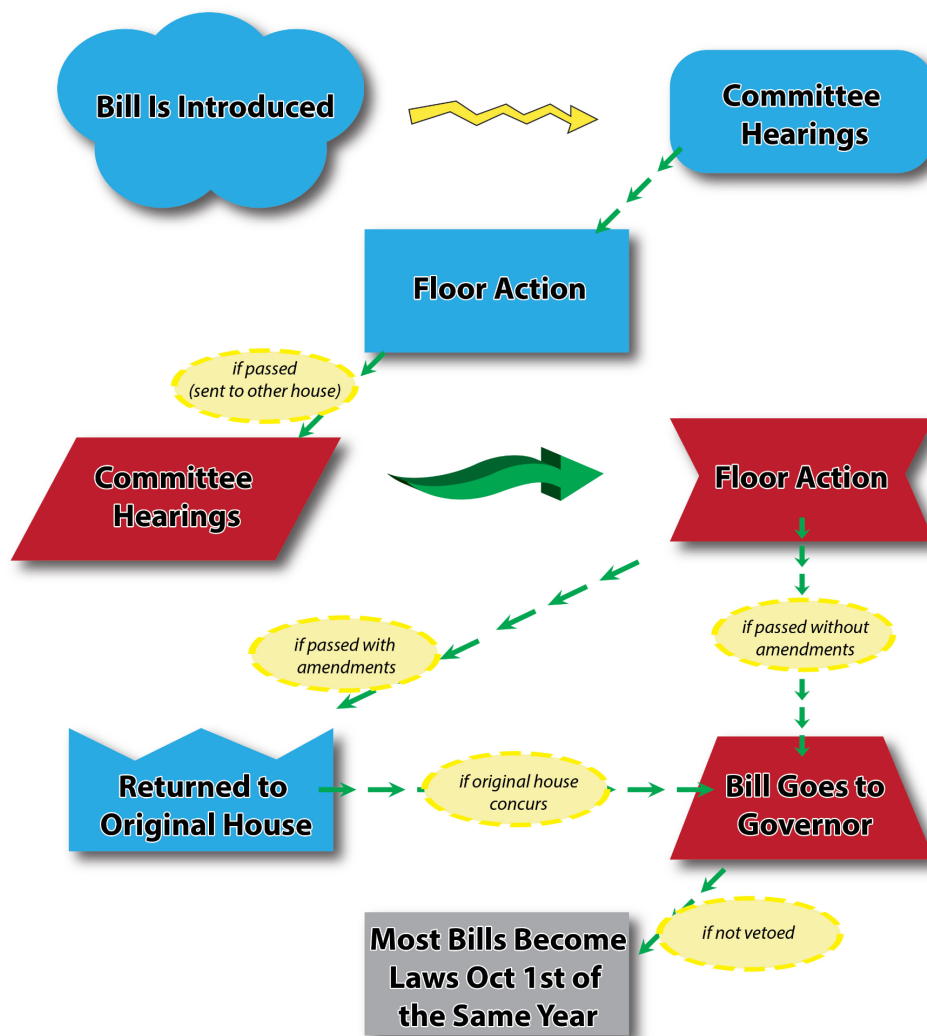 Bill Is Introduced
Committee
Hearings
Floor Action
if passed
(sent to other house)
Committee
Hearings
Floor Action
if passed with
amendments
if passed without
amendments
Returned to
Original House
if original house
concurs
Bill Goes to
Governor
if not vetoed
Most Bills Become
Laws Oct 1st of
the Same Year